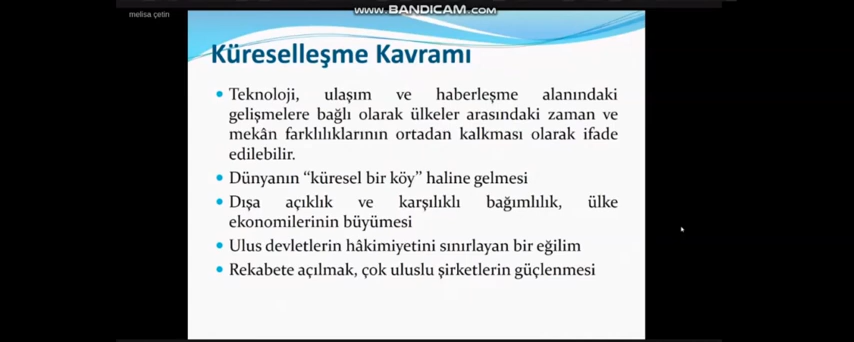 melisa çetin
www.BANDICAM.com
Küreselleşme Kavramı
• Teknoloji, ulaşım ve haberleşme alanındaki
gelişmelere bağlı olarak ülkeler arasındaki zaman ve
mekân farklılıklarının ortadan kalkması olarak ifade
edilebilir.
• Dünyanın “küresel bir köy” haline gelmesi
• Dışa açıklık ve karşılıklı bağımlılık, ülke
ekonomilerinin büyümesi
• Ulus devletlerin hâkimiyetini sınırlayan bir eğilim
• Rekabete açılmak, çok uluslu şirketlerin güçlenmesi